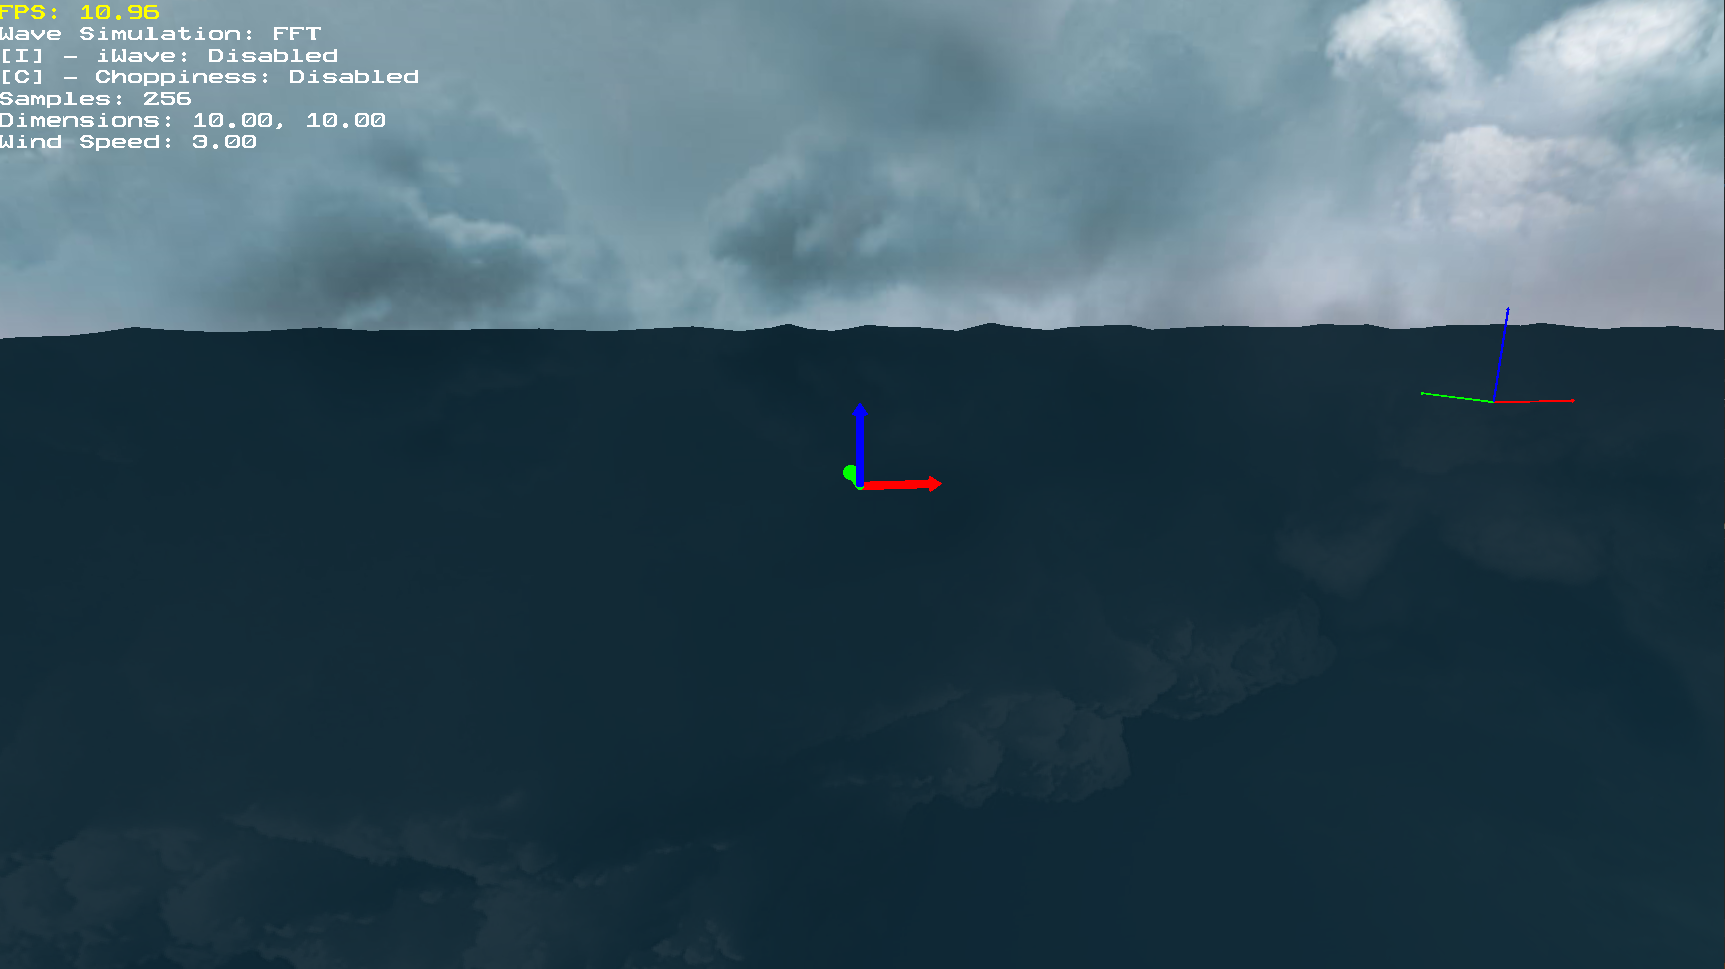 FPS: 10.96
Wave Simulation: FFT
[I] - iWave: Disabled
[C] - Choppiness: Disabled
Samples: 256
Dimensions: 10.00, 10.00
Wind Speed: 3.00